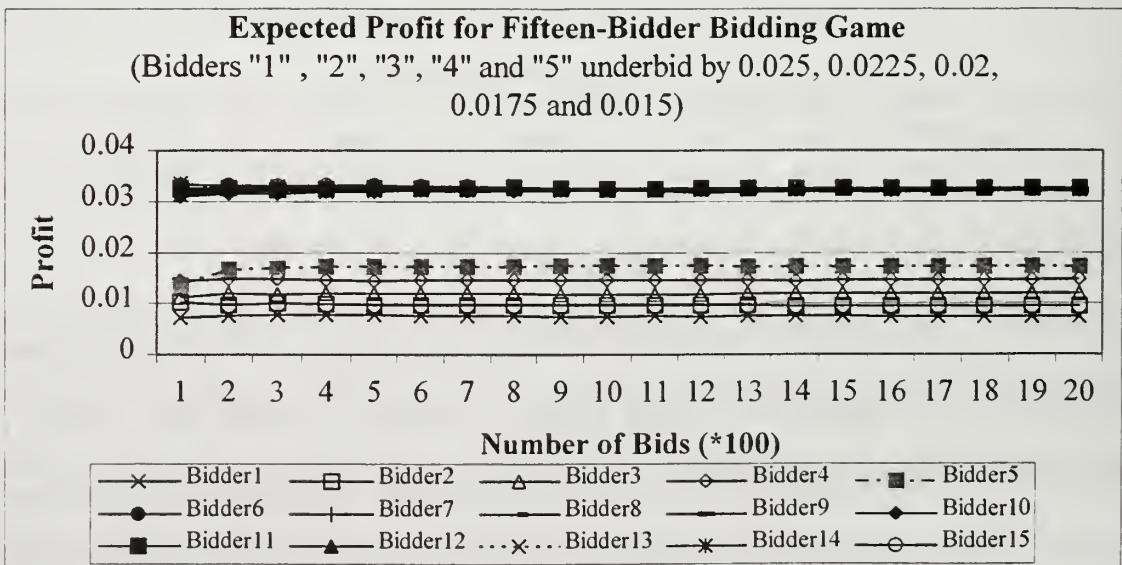 Expected Profit for Fifteen-Bidder Bidding Game
(Bidders "1" , "2", "3", "4" and "5" underbid by 0.025, 0.0225, 0.02,
0.0175 and 0.015)
0.04
0.03
0.02
0.01
0
Profit
1 2 3 4 5 6 7 8 9 10 11 12 13 14 15 16 17 18 19 20
Number of Bids (*100)
Bidder1 Bidder2 Bidder3 Bidder4 Bidder5
Bidder6 Bidder7 Bidder8 Bidder9 Bidder10
Bidder11 Bidder12 Bidder13 Bidder14 Bidder15